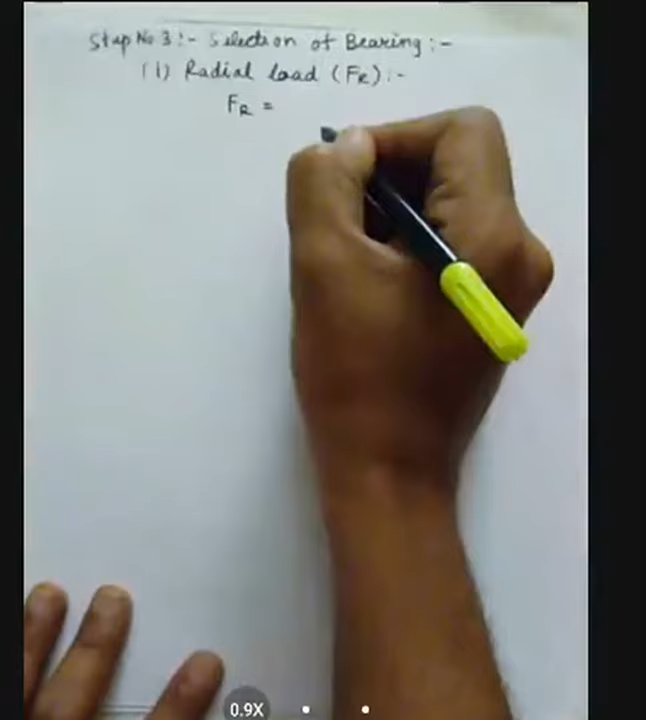 Step No 3 :- Selection of Bearing :-
(1) Radial load (FR) :-
FR =
0.9X